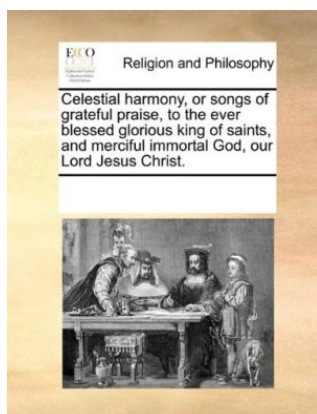 ECCO
Religion and Philosophy
Celestial harmony, or songs of
grateful praise, to the ever
blessed glorious king of saints,
and merciful immortal God, our
Lord Jesus Christ.